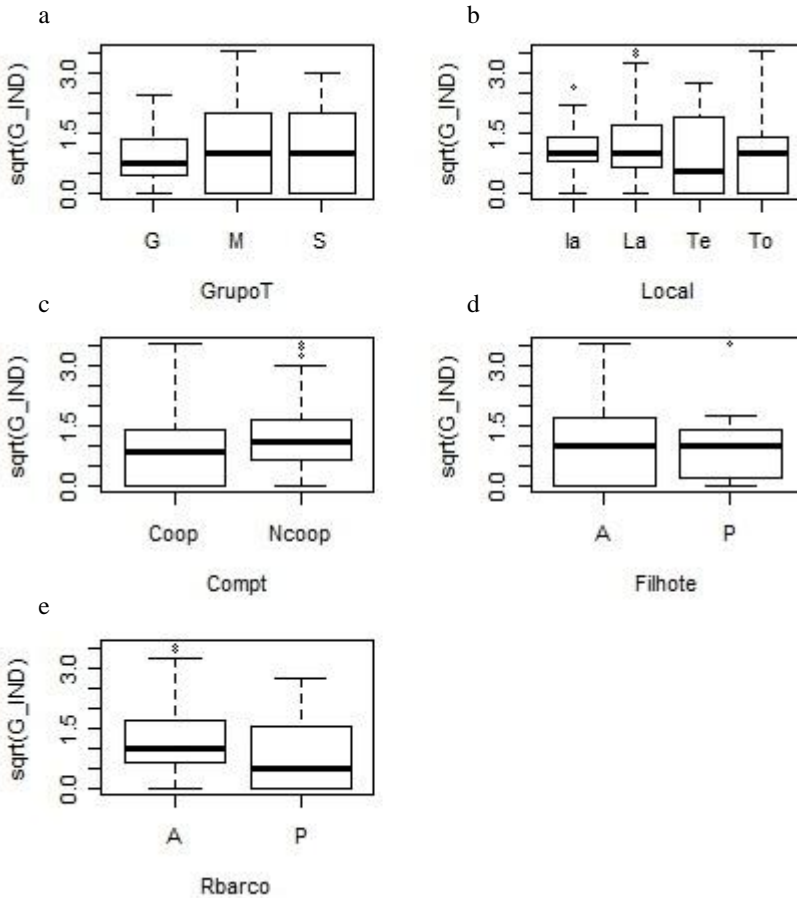 a
sqrt(G_IND)
3.0
1.5
0.0
G M S
GrupoT
b
sqrt(G_IND)
3.0
1.5
0.0
Ia La Te To
Local
c
sqrt(G_IND)
3.0
1.5
0.0
Coop Ncoop
Compt
d
sqrt(G_IND)
3.0
1.5
0.0
A P
Filhote
e
sqrt(G_IND)
3.0
1.5
0.0
A P
Rbarco